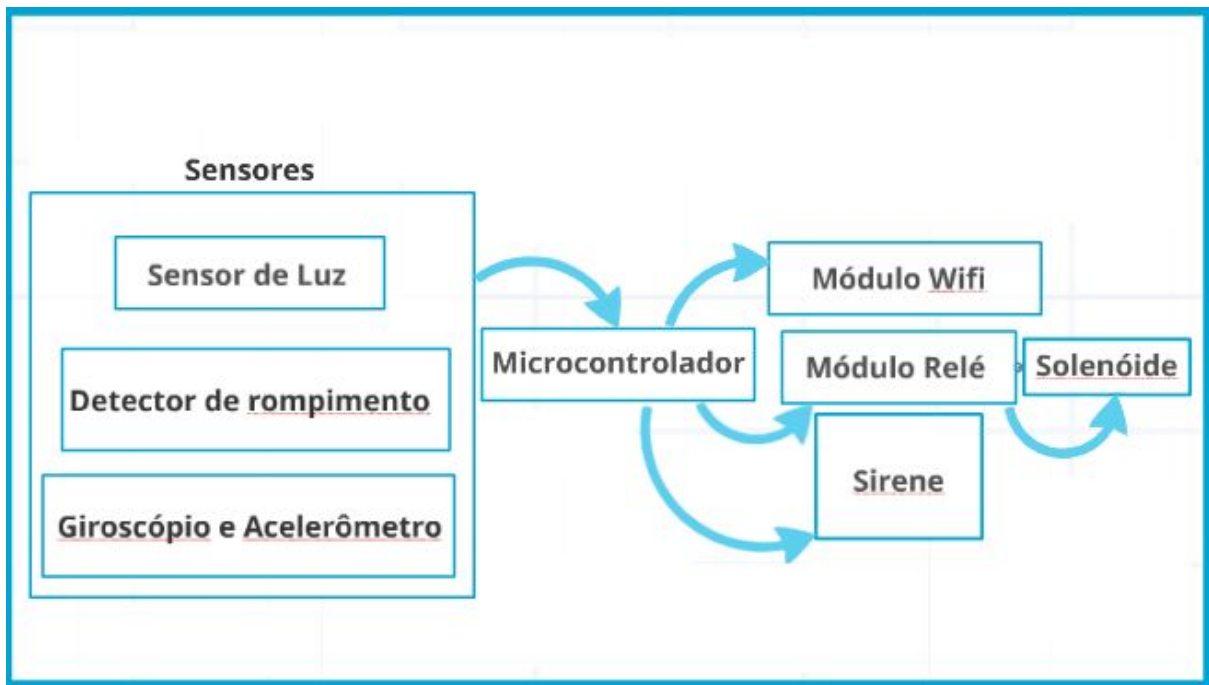 Sensores
Sensor de Luz
Detector de rompimento
Giroscópio e Acelerômetro
Microcontrolador
Módulo Wifi
Módulo Relé
Solenóide
Sirene